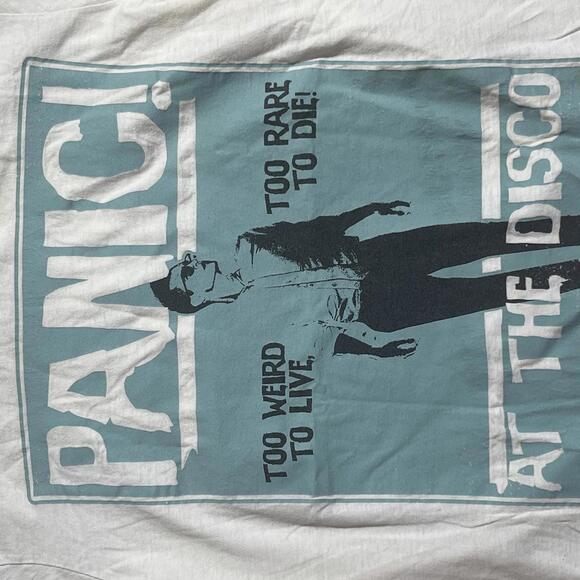 PANIC!
TOO WEIRD
TO LIVE,
TOO RARE,
TO DIE!
AT THE DISCO